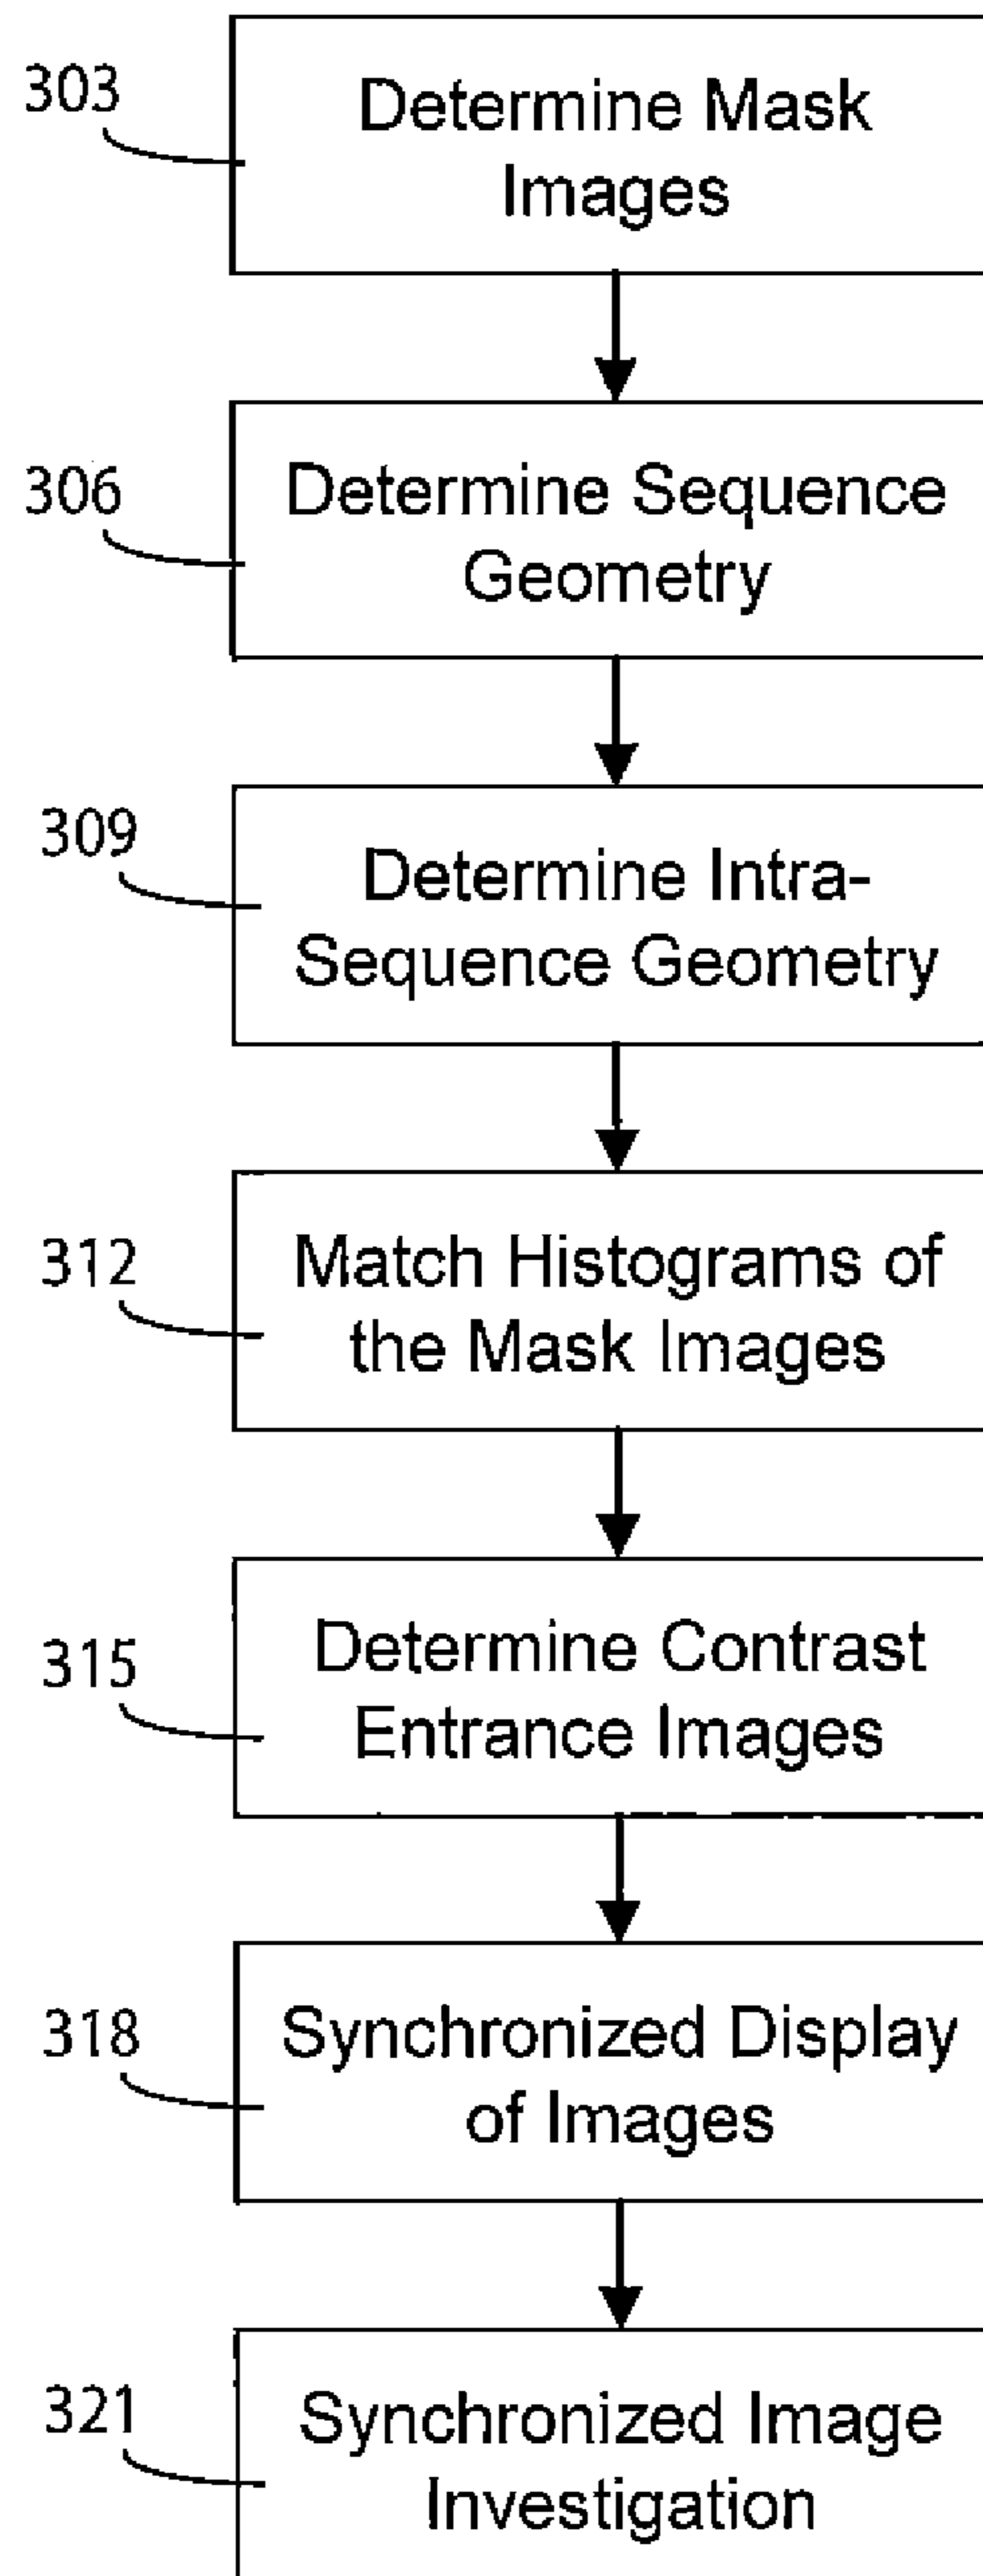 303
Determine Mask
Images
306
Determine Sequence
Geometry
309
Determine Intra-
Sequence Geometry
312
Match Histograms of
the Mask Images
315
Determine Contrast
Entrance Images
318
Synchronized Display
of Images
321
Synchronized Image
Investigation